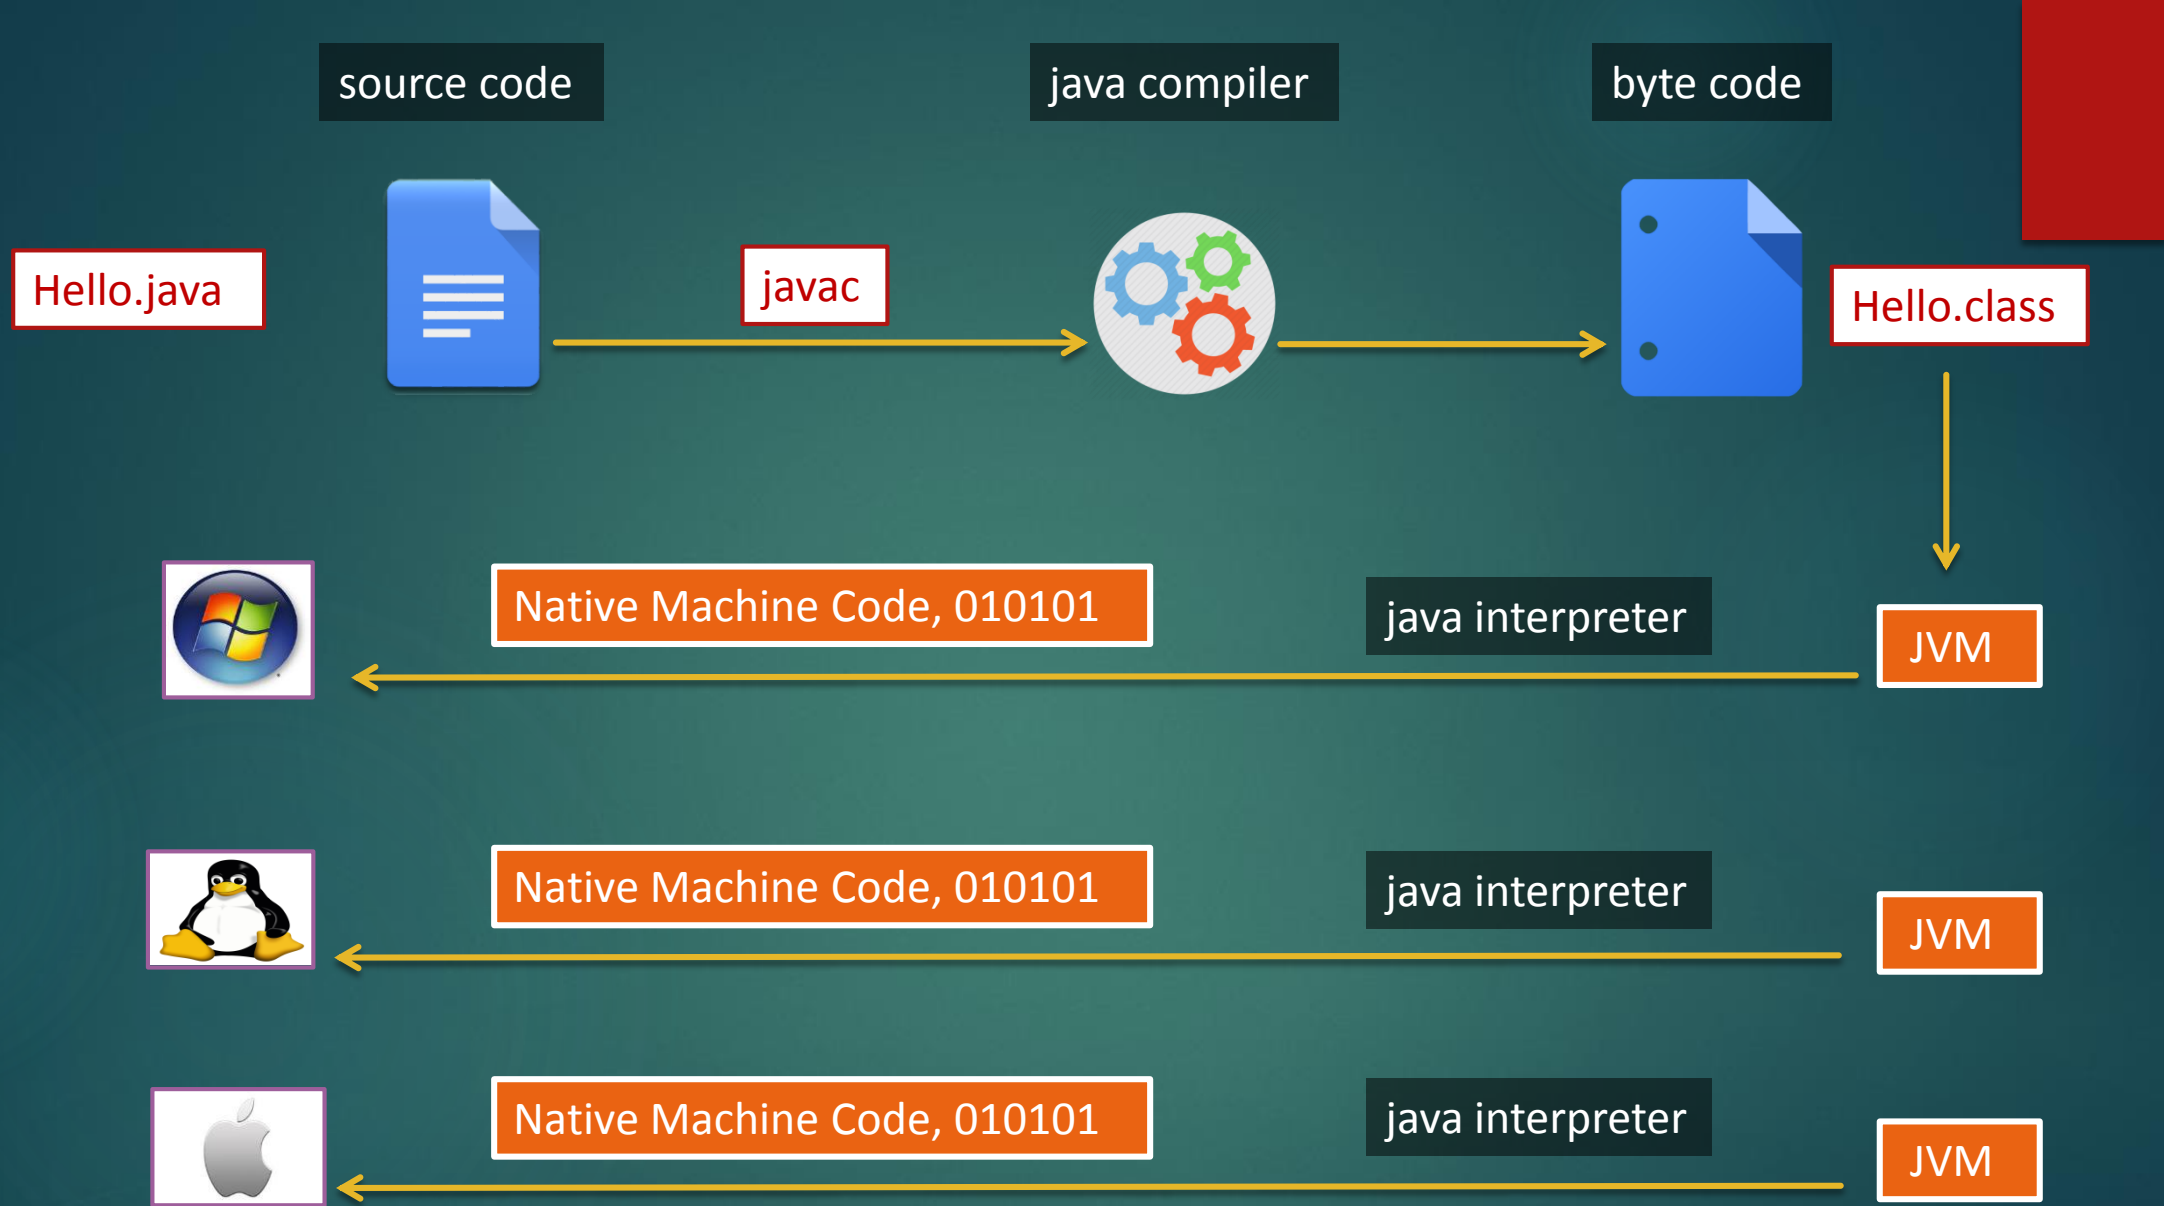 source code
java compiler
byte code
Hello.java
javac
Hello.class
Native Machine Code, 010101
java interpreter
JVM
Native Machine Code, 010101
java interpreter
JVM
Native Machine Code, 010101
java interpreter
JVM